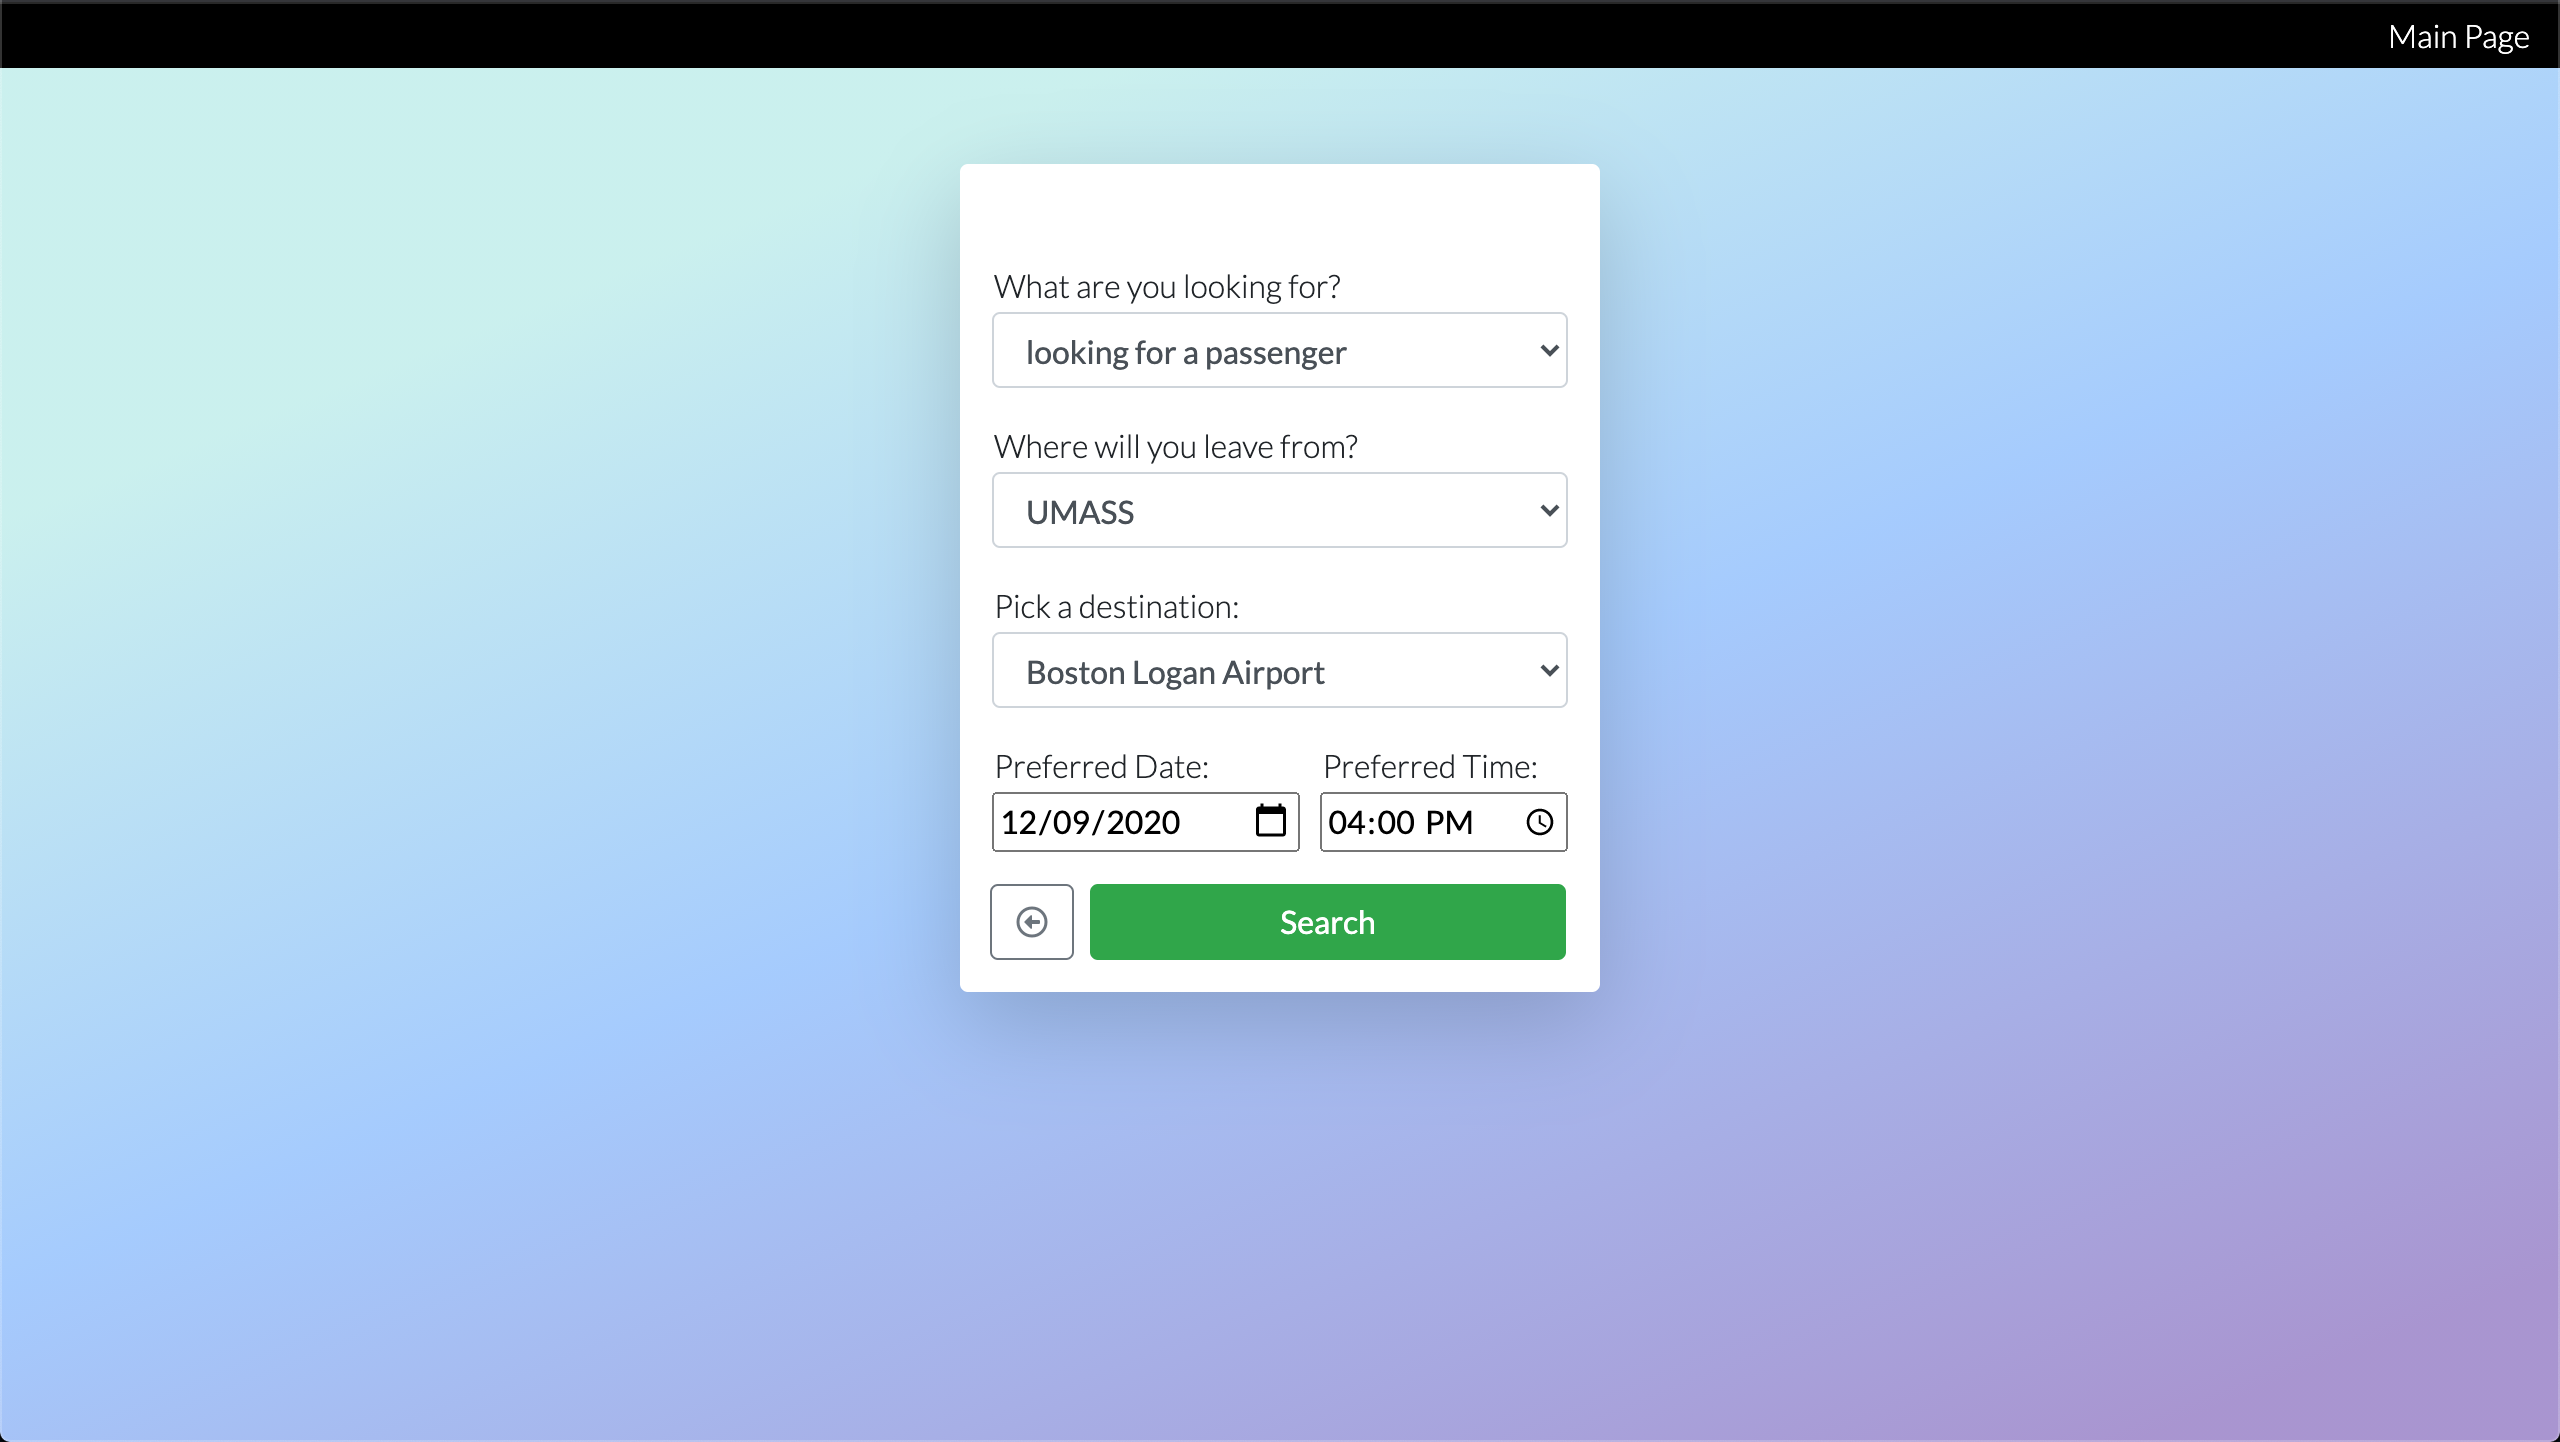 Main Page
What are you looking for?
looking for a passenger
Where will you leave from?
UMASS
Pick a destination:
Boston Logan Airport
Preferred Date: Preferred Time:
12/09/2020 04:00 PM
Search